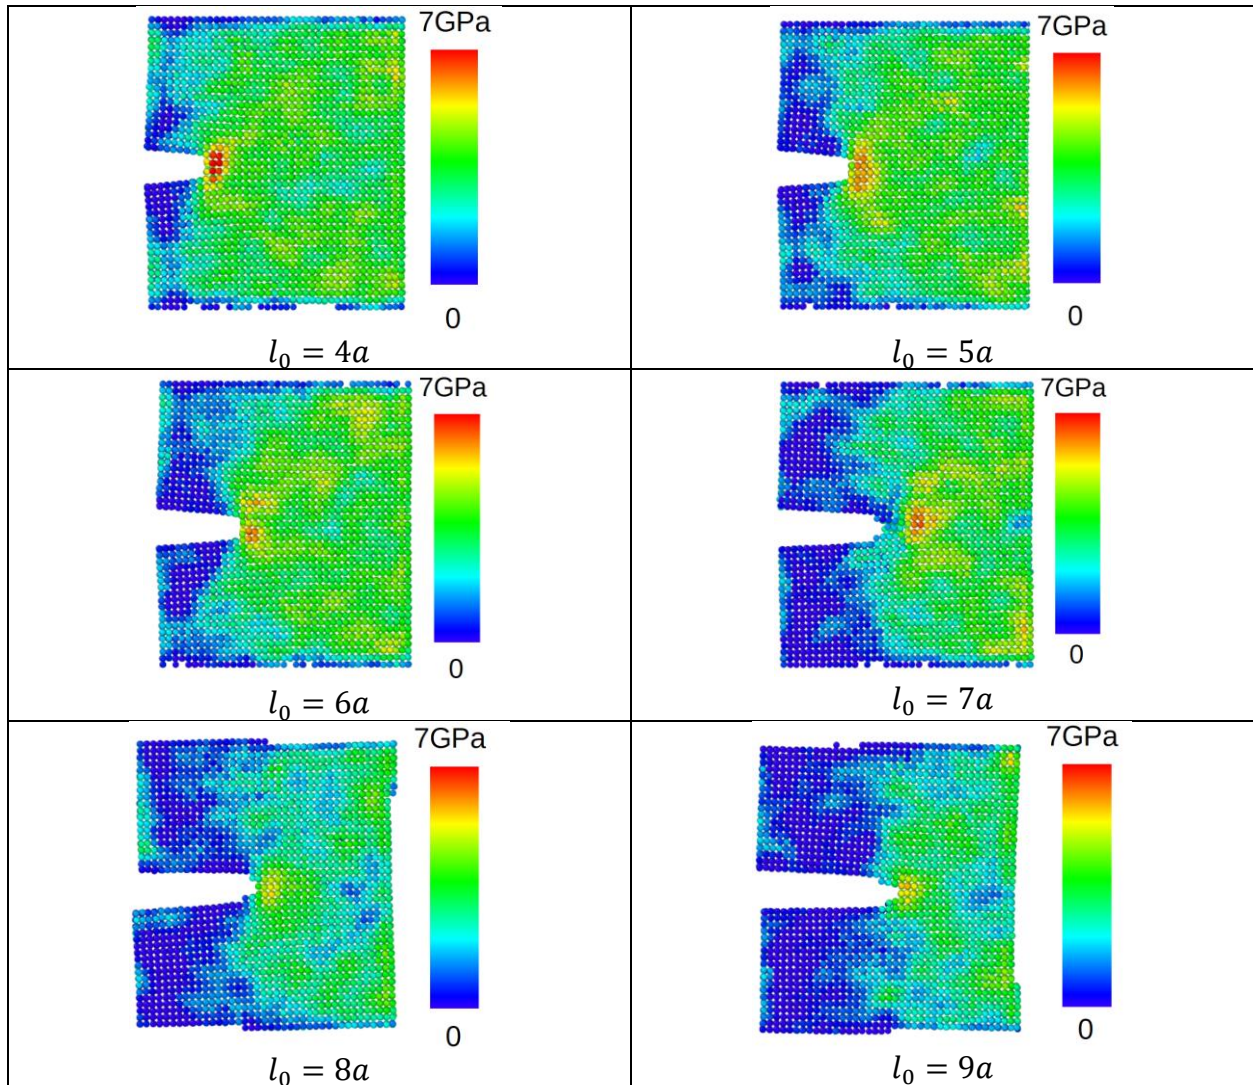 7GPa
0
l₀ = 4a
7GPa
0
l₀ = 5a
7GPa
0
l₀ = 6a
7GPa
0
l₀ = 7a
7GPa
0
l₀ = 8a
7GPa
0
l₀ = 9a